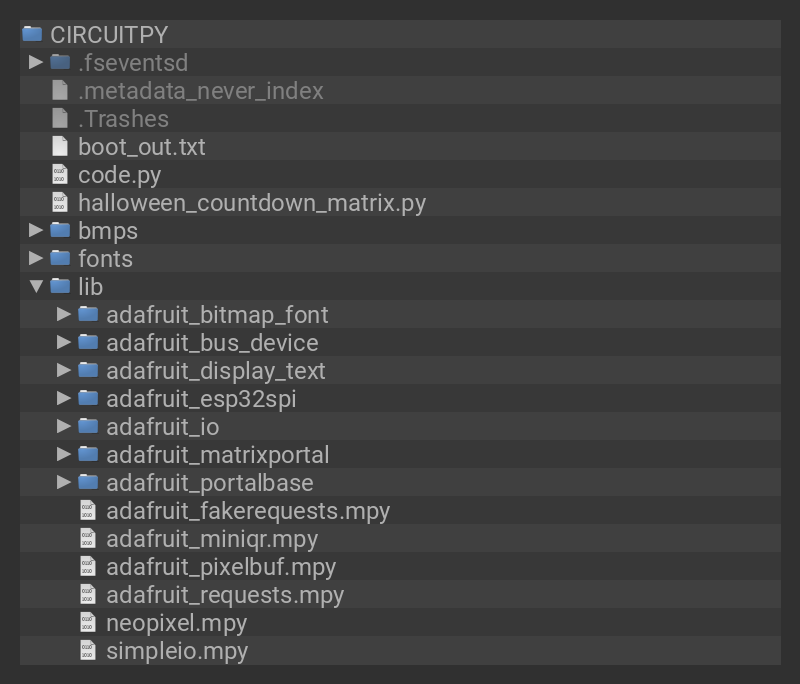 CIRCUITPY
.fseventsd
.metadata_never_index
.Trashes
boot_out.txt
code.py
halloween_countdown_matrix.py
bmps
fonts
lib
adafruit_bitmap_font
adafruit_bus_device
adafruit_display_text
adafruit_esp32spi
adafruit_io
adafruit_matrixportal
adafruit_portalbase
adafruit_fakerequests.mpy
adafruit_miniqr.mpy
adafruit_pixelbuf.mpy
adafruit_requests.mpy
neopixel.mpy
simpleio.mpy